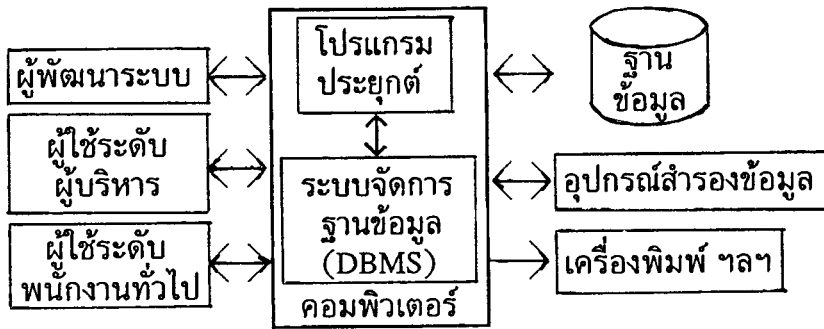 ผู้พัฒนาระบบ
ผู้ใช้ระดับ
ผู้บริหาร
ผู้ใช้ระดับ
พนักงานทั่วไป
โปรแกรม
ประยุกต์
ระบบจัดการ
ฐานข้อมูล
(DBMS)
คอมพิวเตอร์
ฐาน
ข้อมูล
อุปกรณ์สำรองข้อมูล
เครื่องพิมพ์ ฯลฯ